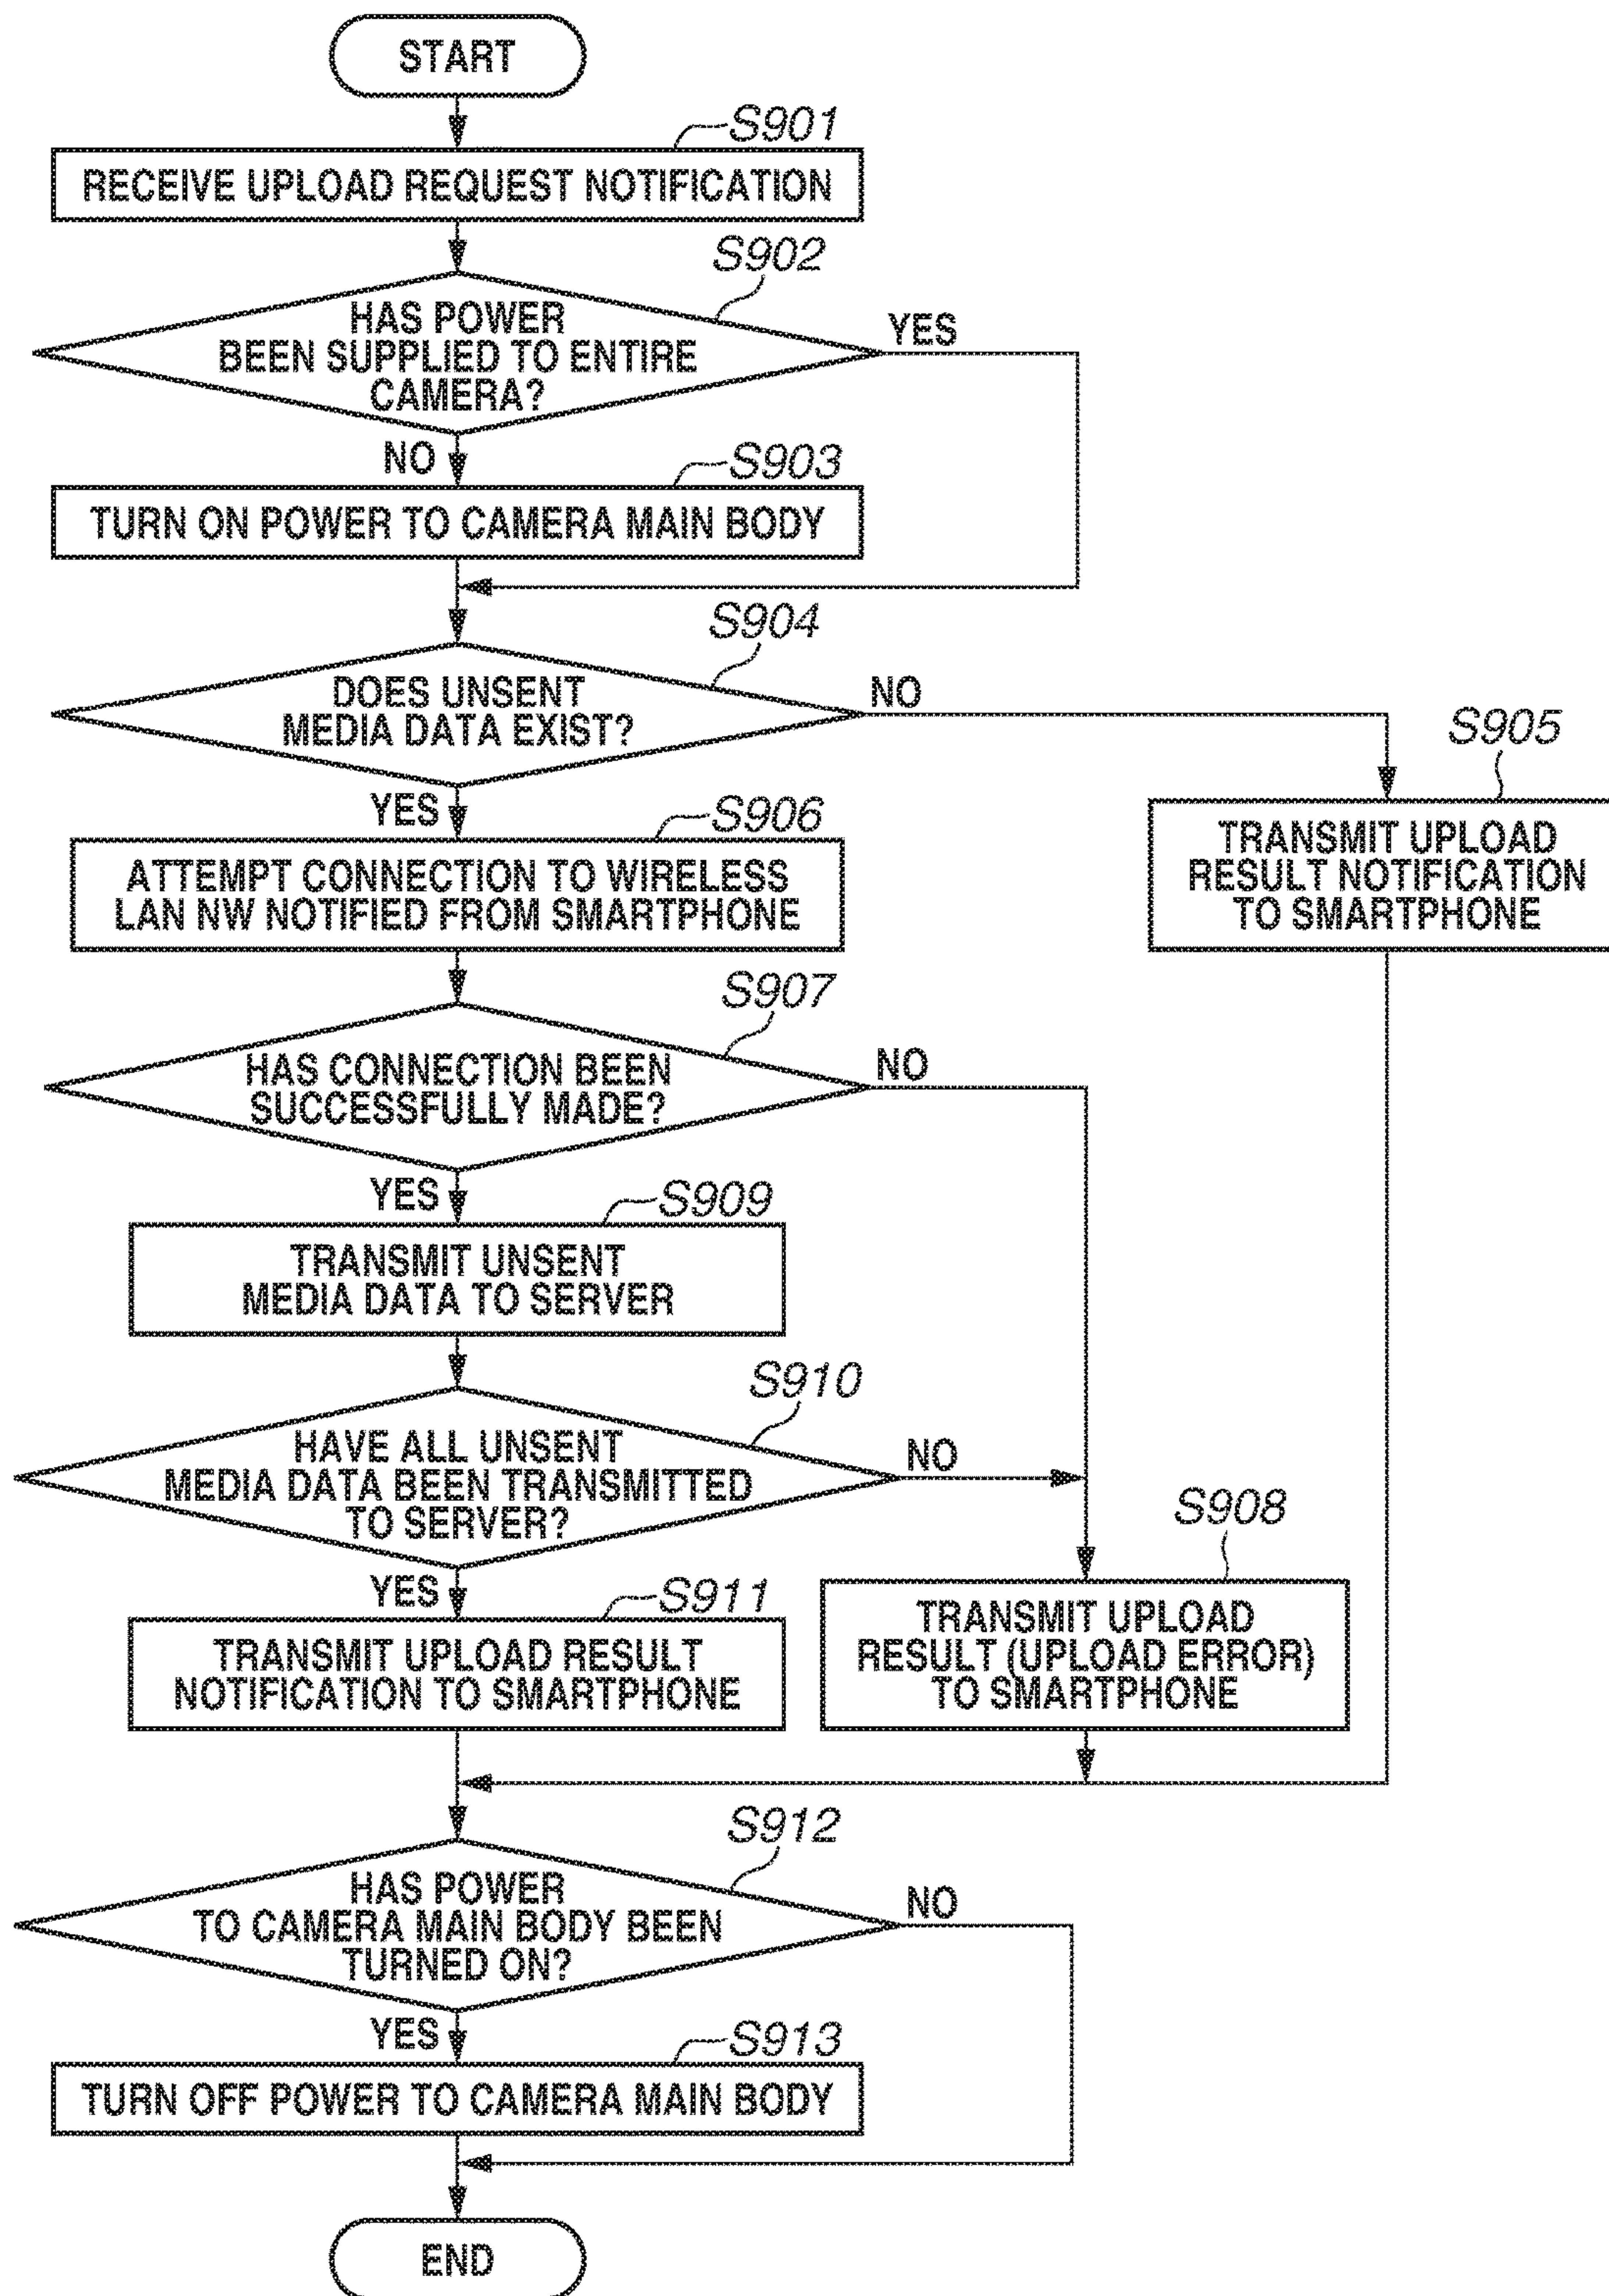 START
S901
RECEIVE UPLOAD REQUEST NOTIFICATION
S902
HAS POWER
BEEN SUPPLIED TO ENTIRE
CAMERA?
YES
NO
S903
TURN ON POWER TO CAMERA MAIN BODY
S904
DOES UNSENT
MEDIA DATA EXIST?
NO
YES
S905
TRANSMIT UPLOAD
RESULT NOTIFICATION
TO SMARTPHONE
S906
ATTEMPT CONNECTION TO WIRELESS
LAN NW NOTIFIED FROM SMARTPHONE
S907
HAS CONNECTION BEEN
SUCCESSFULLY MADE?
NO
YES
S909
TRANSMIT UNSENT
MEDIA DATA TO SERVER
S910
HAVE ALL UNSENT
MEDIA DATA BEEN TRANSMITTED
TO SERVER?
NO
YES
S908
TRANSMIT UPLOAD
RESULT (UPLOAD ERROR)
TO SMARTPHONE
S911
TRANSMIT UPLOAD RESULT
NOTIFICATION TO SMARTPHONE
S912
HAS POWER
TO CAMERA MAIN BODY BEEN
TURNED ON?
NO
YES
S913
TURN OFF POWER TO CAMERA MAIN BODY
END